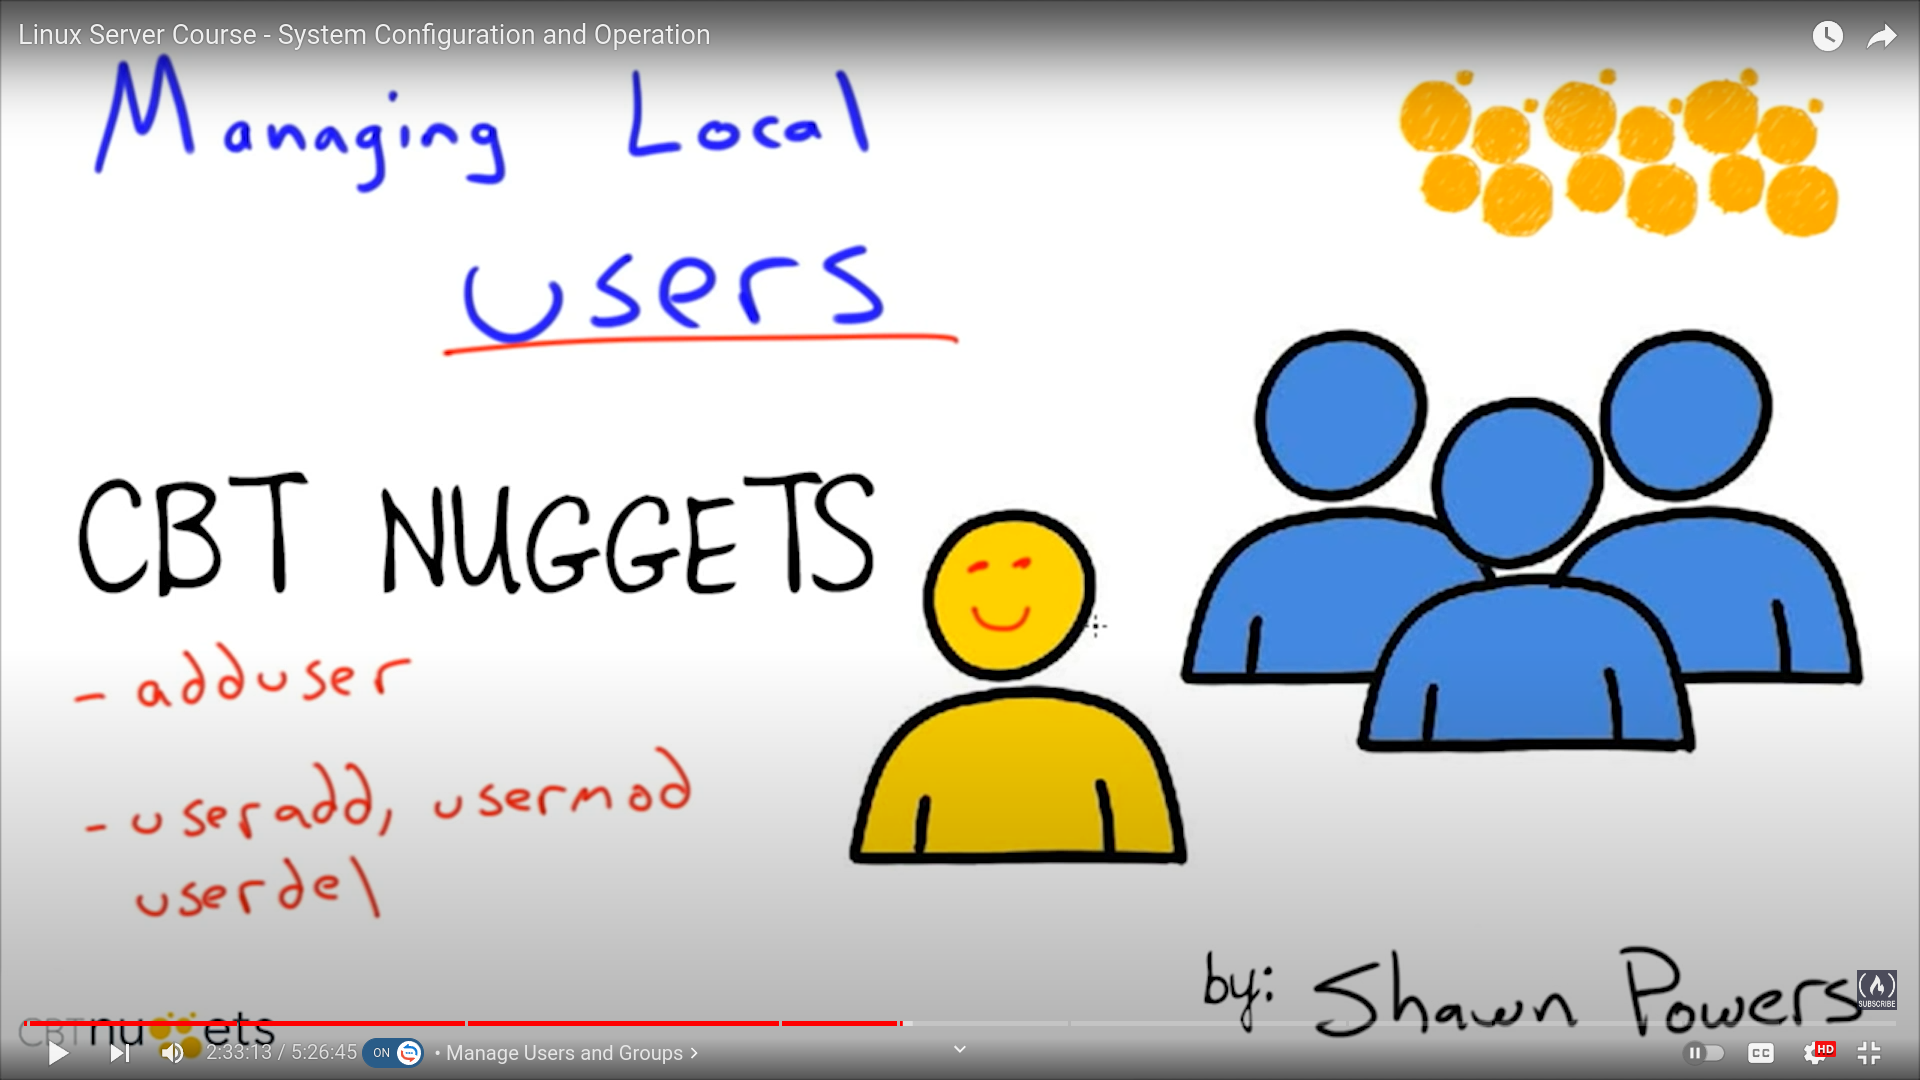 Linux Server Course - System Configuration and Operation
Managing Local
users
CBT NUGGETS
- adduser
- useradd, usermod
userdel
by: Shawn Powers
SUBSCRIBE
CBTnuggets
2:33:13 / 5:26:45
ON
• Manage Users and Groups
CC
HD